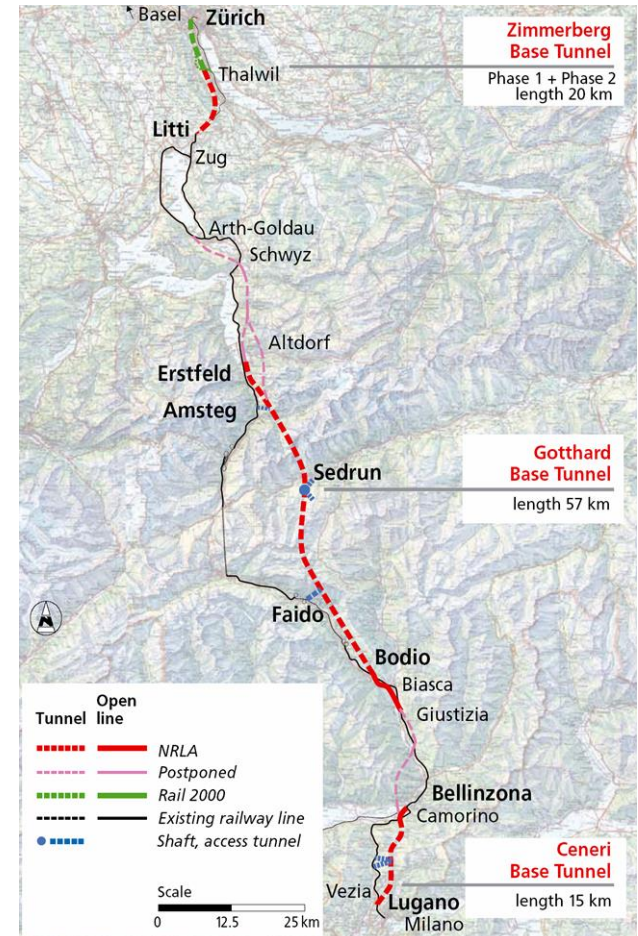 Basel
Zürich
Zimmerberg
Base Tunnel
Phase 1 + Phase 2
length 20 km
Thalwil
Litti
Zug
Arth-Goldau
Schwyz
Altdorf
Erstfeld
Amsteg
Gotthard
Base Tunnel
length 57 km
Sedrun
Faido
N
Bodio
Biasca
Giustizia
Tunnel
Open
line
NRLA
Postponed
Rail 2000
Existing railway line
Shaft, access tunnel
Scale
0 12.5 25 km
Bellinzona
Camorino
Ceneri
Base Tunnel
length 15 km
Vezia
Lugano
Milano